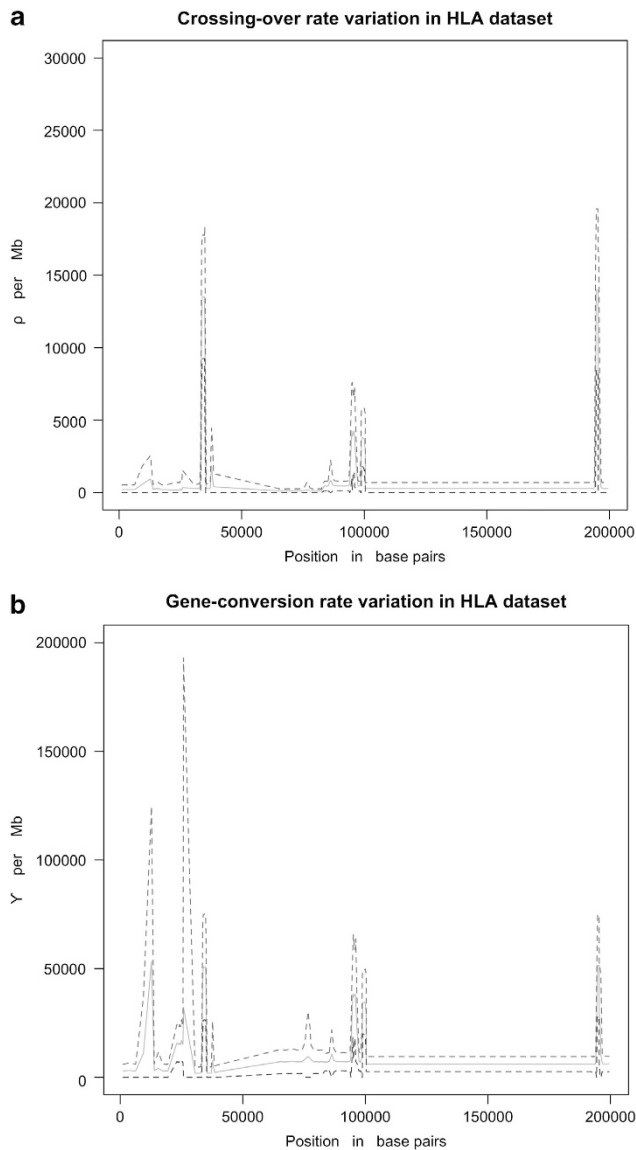 a
Crossing-over rate variation in HLA dataset
30000
25000
20000
15000
10000
5000
0
ρ per Mb
0 50000 100000 150000 200000
Position in base pairs
b
Gene-conversion rate variation in HLA dataset
200000
150000
100000
50000
0
ϒ per Mb
0 50000 100000 150000 200000
Position in base pairs